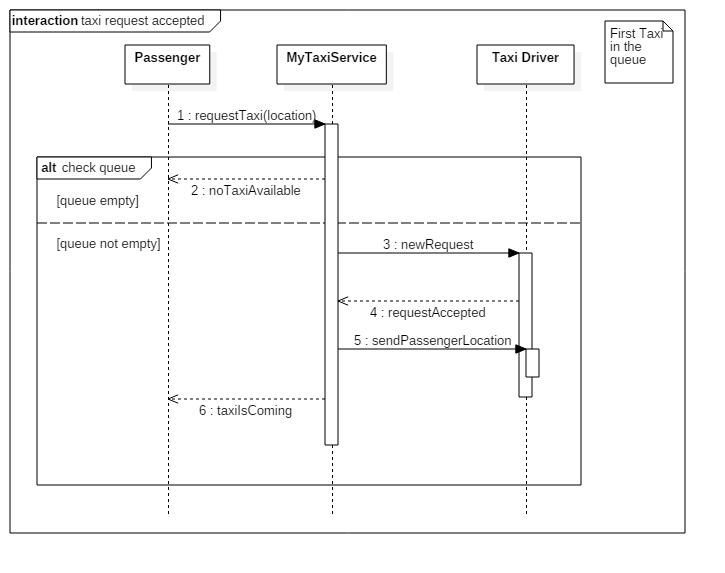 interaction taxi request accepted
First Taxi
in the
queue
Passenger
MyTaxiService
Taxi Driver
1 : requestTaxi(location)
alt check queue
2 : noTaxiAvailable
[queue empty]
[queue not empty]
3 : newRequest
4 : requestAccepted
5 : sendPassengerLocation
6 : taxiIsComing